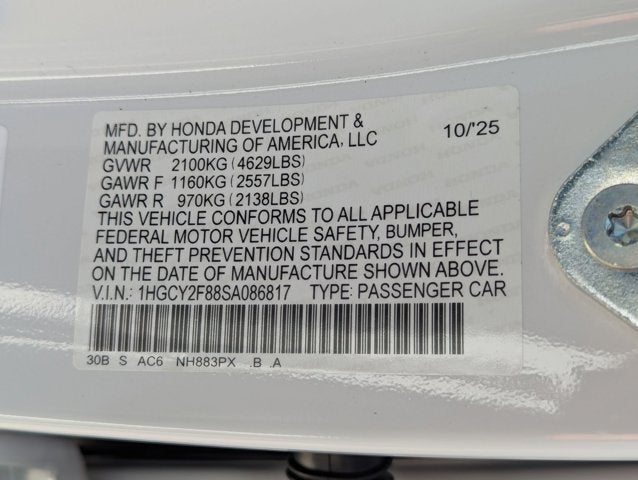 MFD. BY HONDA DEVELOPMENT & 10/'25
MANUFACTURING OF AMERICA, LLC
GVWR 2100KG (4629LBS)
GAWR F 1160KG (2557LBS)
GAWR R 970KG (2138LBS)
THIS VEHICLE CONFORMS TO ALL APPLICABLE
FEDERAL MOTOR VEHICLE SAFETY, BUMPER,
AND THEFT PREVENTION STANDARDS IN EFFECT
ON THE DATE OF MANUFACTURE SHOWN ABOVE.
V.I.N.: 1HGCY2F88SA086817 TYPE: PASSENGER CAR
30B S AC6 NH883PX .B .A